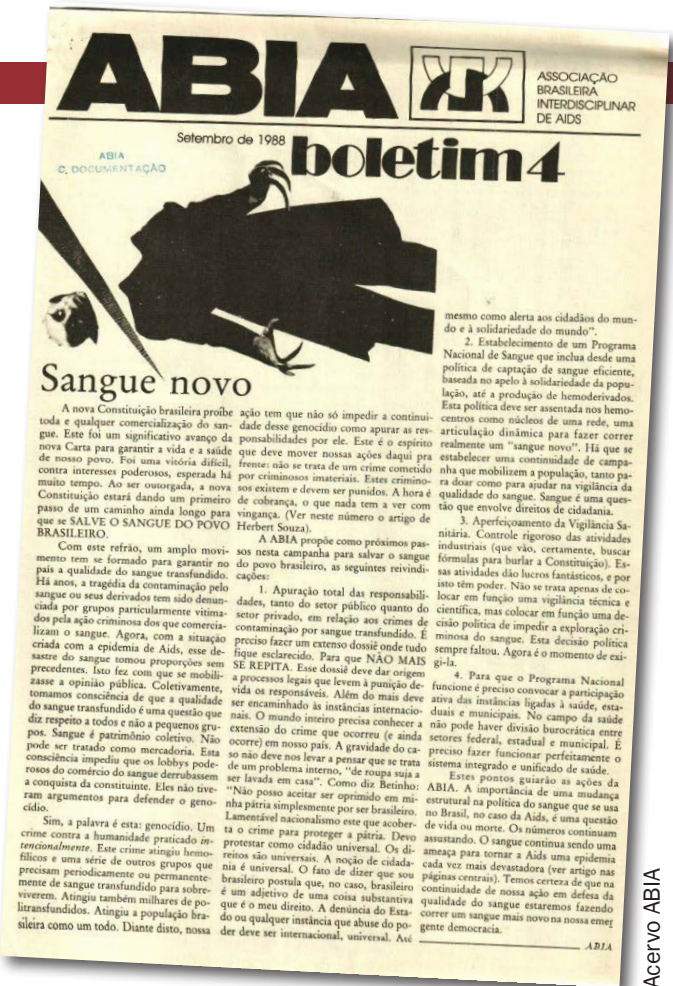 ABIA
ASSOCIAÇÃO
BRASILEIRA
INTERDISCIPLINAR
DE AIDS
Setembro de 1988
boletim 4
ABIA
C. DOCUMENTAÇÃO
Sangue novo
A nova Constituição brasileira proíbe
toda e qualquer comercialização do san-
gue. Este foi um significativo avanço da
nova Carta para garantir a vida e a saúde
de nosso povo. Foi uma vitória difícil,
contra interesses poderosos, esperada há
muito tempo. Ao ser outorgada, a nova
Constituição estará dando um primeiro
passo de um caminho ainda longo para
que se SALVE O SANGUE DO POVO
BRASILEIRO.
Com este refrão, um amplo movi-
mento tem se formado para garantir no
país a qualidade do sangue transfundido.
Há anos, a tragédia da contaminação pelo
sangue ou seus derivados tem sido denun-
ciada por grupos particularmente vitima-
dos pela ação criminosa dos que comercia-
lizam o sangue. Agora, com a situação
criada com a epidemia de Aids, esse de-
sastre do sangue tomou proporções sem
precedentes. Isto fez com que se mobili-
zasse a opinião pública. Coletivamente,
tomamos consciência de que a qualidade
do sangue transfundido é uma questão que
diz respeito a todos e não a pequenos gru-
pos. Sangue é patrimônio coletivo. Não
pode ser tratado como mercadoria. Esta
consciência impediu que os lobbys pode-
rosos do comércio do sangue derrubassem
a conquista da constituinte. Eles não tive-
ram argumentos para defender o geno-
cídio.
Sim, a palavra é esta: genocídio. Um
crime contra a humanidade praticado in-
tencionalmente. Este crime atingiu hemo-
fílicos e uma série de outros grupos que
precisam periodicamente ou permanente-
mente de sangue transfundido para sobre-
viverem. Atingiu também milhares de po-
litransfundidos. Atingiu a população bra-
sileira como um todo. Diante disto, nossa
ação tem que não só impedir a continui-
dade desse genocídio como apurar as res-
ponsabilidades por ele. Este é o espírito
que deve mover nossas ações daqui pra
frente: não se trata de um crime cometido
por criminosos imateriais. Estes crimino-
sos existem e devem ser punidos. A hora é
de cobrança, o que nada tem a ver com
vingança. (Ver neste número o artigo de
Herbert Souza).
A ABIA propõe como próximos pas-
sos nesta campanha para salvar o sangue
do povo brasileiro, as seguintes reivindi-
cações:
1. Apuração total das responsabili-
dades, tanto do setor público quanto do
setor privado, em relação aos crimes de
contaminação por sangue transfundido. É
preciso fazer um extenso dossiê onde tudo
fique esclarecido. Para que NÃO MAIS
SE REPITA. Esse dossiê deve dar origem
a processos legais que levem à punição de-
vida os responsáveis. Além do mais deve
ser encaminhado às instâncias internacio-
nais. O mundo inteiro precisa conhecer a
extensão do crime que ocorreu (e ainda
ocorre) em nosso país. A gravidade do ca-
so não deve nos levar a pensar que se trata
de um problema interno, "de roupa suja a
ser lavada em casa". Como diz Betinho:
"Não posso aceitar ser oprimido em mi-
nha pátria simplesmente por ser brasileiro.
Lamentável nacionalismo este que acober-
ta o crime para proteger a pátria. Devo
protestar como cidadão universal. Os di-
reitos são universais. A noção de cidada-
nia é universal. O fato de dizer que sou
brasileiro postula que, no caso, brasileiro
é um adjetivo de uma coisa substantiva
que é o meu direito. A denúncia do Esta-
do ou qualquer instância que abuse do po-
der deve ser internacional, universal. Até
mesmo como alerta aos cidadãos do mun-
do e à solidariedade do mundo".
2. Estabelecimento de um Programa
Nacional de Sangue que inclua desde uma
política de captação de sangue eficiente,
baseada no apelo à solidariedade da popu-
lação, até a produção de hemoderivados.
Esta política deve ser assentada nos hemo-
centros como núcleos de uma rede, uma
articulação dinâmica para fazer correr
realmente um "sangue novo". Há que se
estabelecer uma continuidade de campa-
nha que mobilizem a população, tanto pa-
ra doar como para ajudar na vigilância da
qualidade do sangue. Sangue é uma ques-
tão que envolve direitos de cidadania.
3. Aperfeiçoamento da Vigilância Sa-
nitária. Controle rigoroso das atividades
industriais (que vão, certamente, buscar
fórmulas para burlar a Constituição). Es-
sas atividades dão lucros fantásticos, e por
isto têm poder. Não se trata apenas de co-
locar em função uma vigilância técnica e
científica, mas colocar em função uma de-
cisão política de impedir a exploração cri-
minosa do sangue. Esta decisão política
sempre faltou. Agora é o momento de exi-
gi-la.
4. Para que o Programa Nacional
funcione é preciso convocar a participação
ativa das instâncias ligadas à saúde, esta-
duais e municipais. No campo da saúde
não pode haver divisão burocrática entre
setores federal, estadual e municipal. É
preciso fazer funcionar perfeitamente o
sistema integrado e unificado de saúde.
Estes pontos guiarão as ações da
ABIA. A importância de uma mudança
estrutural na política do sangue que se usa
no Brasil, no caso da Aids, é uma questão
de vida ou morte. Os números continuam
assustando. O sangue continua sendo uma
ameaça para tornar a Aids uma epidemia
cada vez mais devastadora (ver artigo nas
páginas centrais). Temos certeza de que na
continuidade de nossa ação em defesa da
qualidade do sangue estaremos fazendo
correr um sangue mais novo na nossa emer
gente democracia.
ABIA
Acervo ABIA